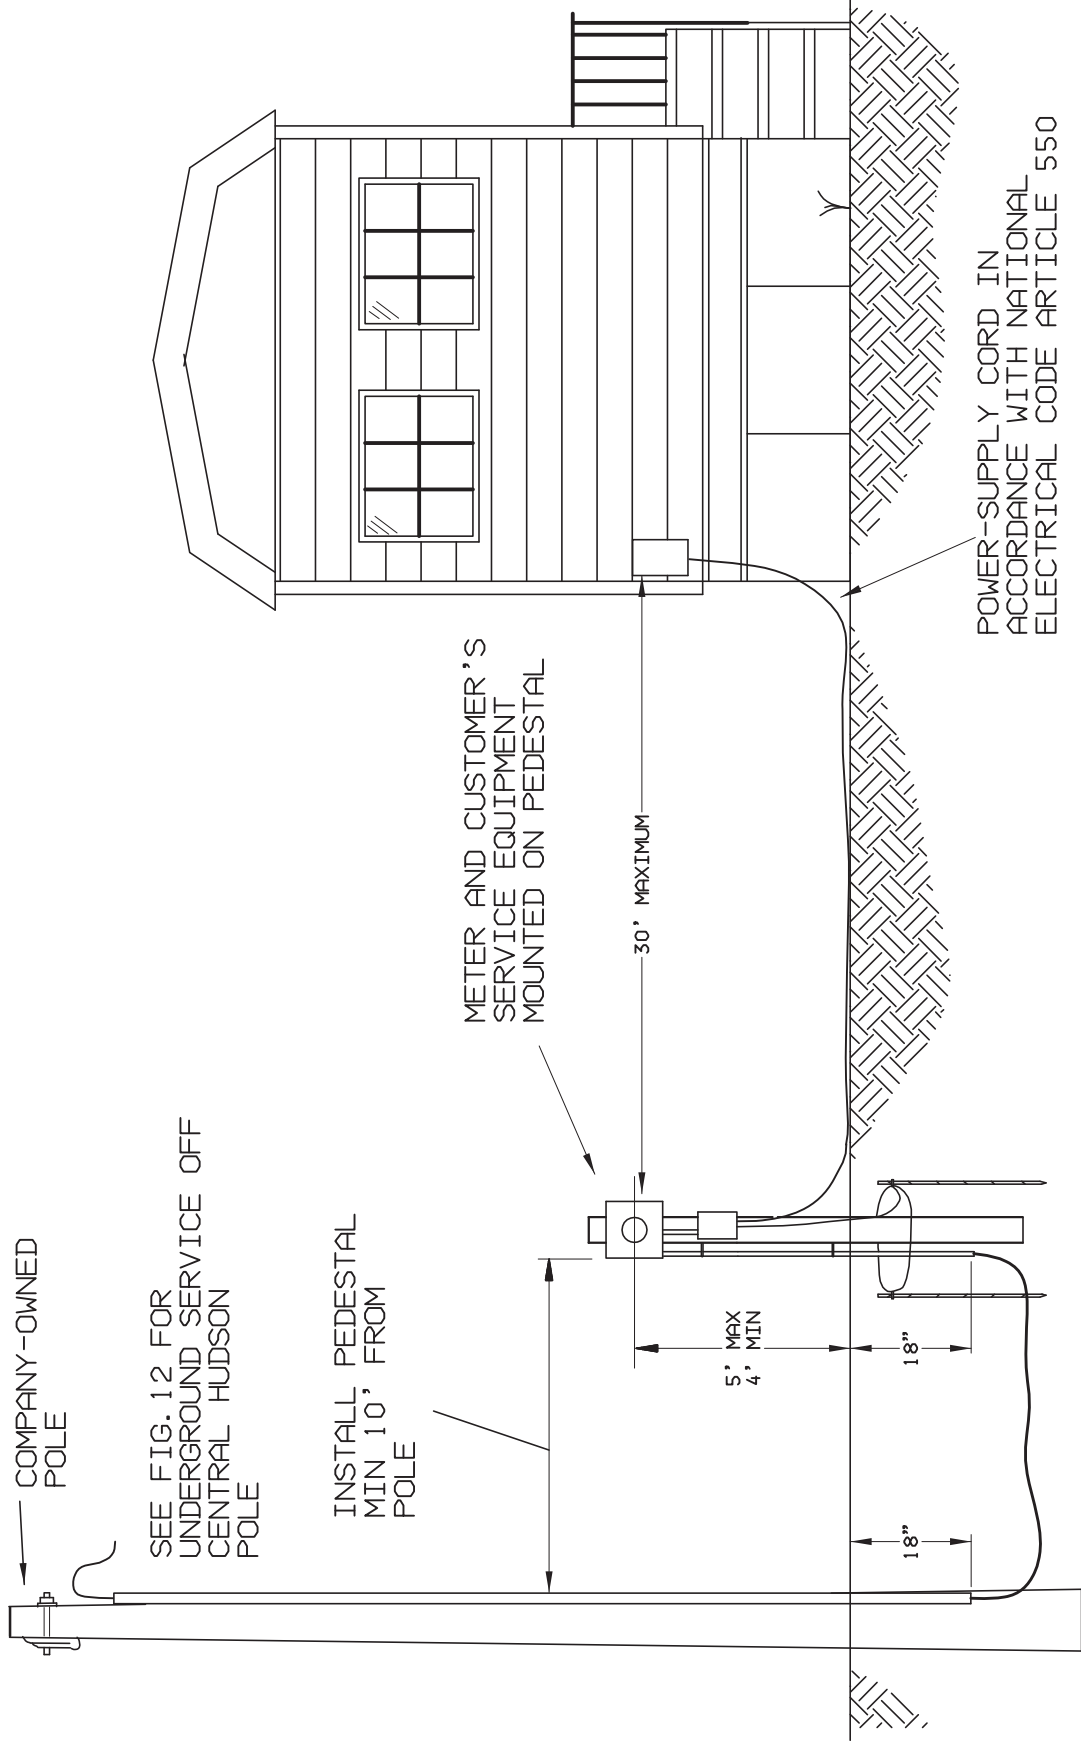 COMPANY-OWNED
POLE
SEE FIG. 12 FOR
UNDERGROUND SERVICE OFF
CENTRAL HUDSON
POLE
INSTALL PEDESTAL
MIN 10' FROM
POLE
METER AND CUSTOMER'S
SERVICE EQUIPMENT
MOUNTED ON PEDESTAL
30' MAXIMUM
5' MAX
4' MIN
18"
18"
POWER-SUPPLY CORD IN
ACCORDANCE WITH NATIONAL
ELECTRICAL CODE ARTICLE 550